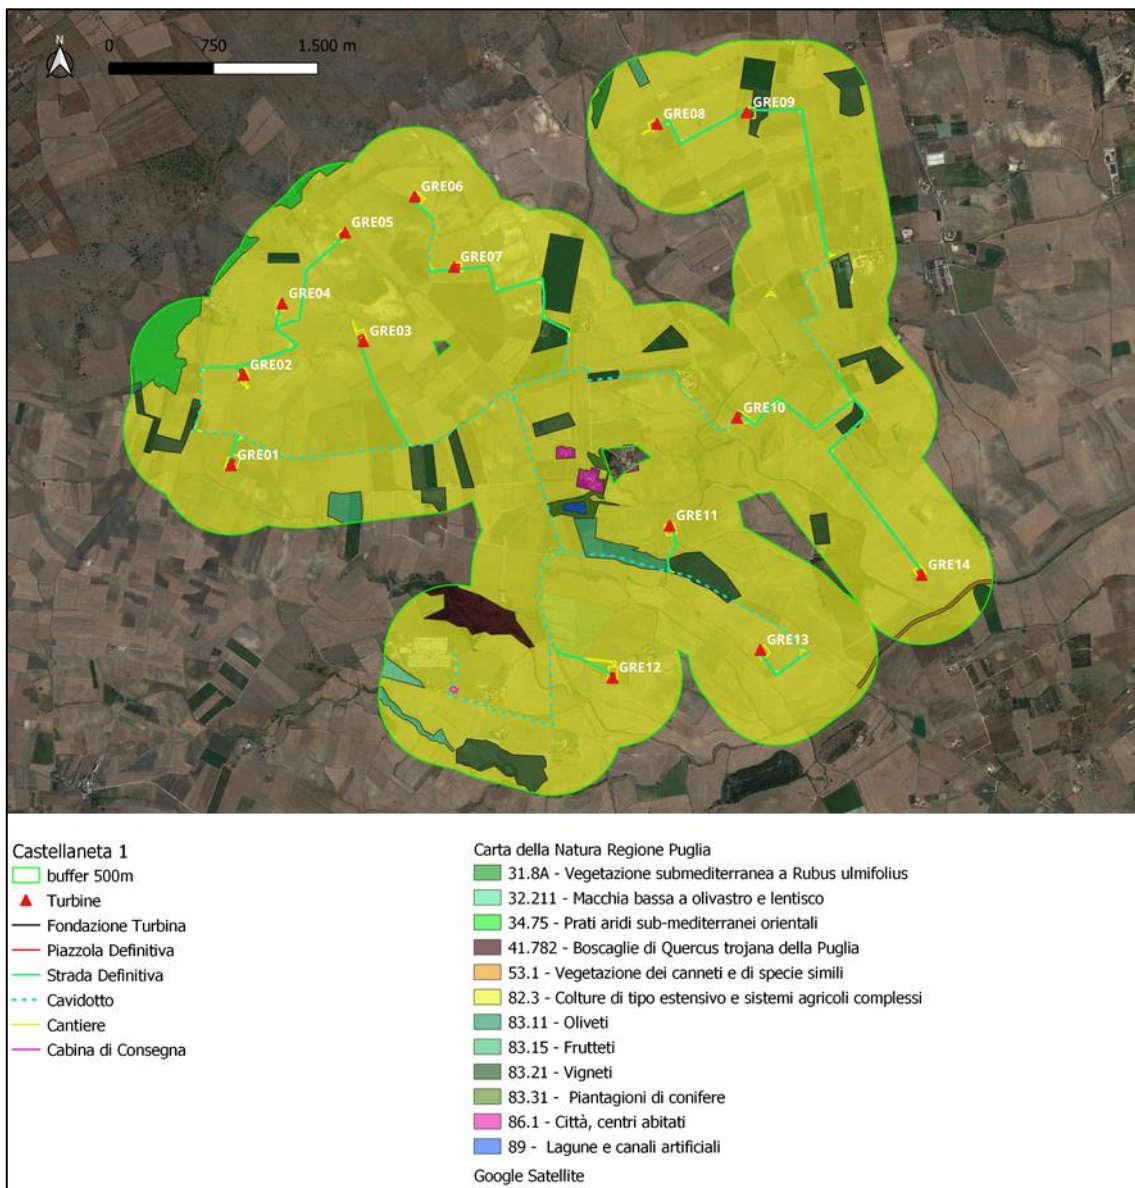 N
0 750 1.500 m
GRE08
GRE09
GRE06
GRE05
GRE07
GRE04
GRE03
GRE02
GRE10
GRE01
GRE11
GRE14
GRE13
GRE12
Castellaneta 1
buffer 500m
Turbine
Fondazione Turbina
Piazzola Definitiva
Strada Definitiva
Cavidotto
Cantiere
Cabina di Consegna
Carta della Natura Regione Puglia
31.8A - Vegetazione submediterranea a Rubus ulmifolius
32.211 - Macchia bassa a olivastro e lentisco
34.75 - Prati aridi sub-mediterranei orientali
41.782 - Boscaglie di Quercus trojana della Puglia
53.1 - Vegetazione dei canneti e di specie simili
82.3 - Colture di tipo estensivo e sistemi agricoli complessi
83.11 - Oliveti
83.15 - Frutteti
83.21 - Vigneti
83.31 - Piantagioni di conifere
86.1 - Città, centri abitati
89 - Lagune e canali artificiali
Google Satellite